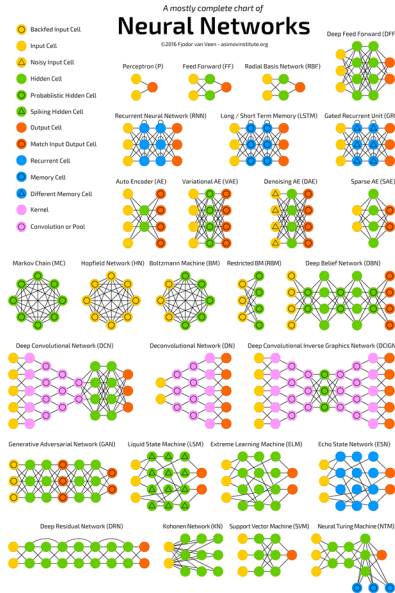 A mostly complete chart of
Neural Networks
©2016 Fjodor van Veen - asimovinstitute.org
Backfed Input Cell
Input Cell
Noisy Input Cell
Hidden Cell
Probablistic Hidden Cell
Spiking Hidden Cell
Output Cell
Match Input Output Cell
Recurrent Cell
Memory Cell
Different Memory Cell
Kernel
Convolution or Pool
Deep Feed Forward (DFF
Perceptron (P)
Feed Forward (FF)
Radial Basis Network (RBF)
Recurrent Neural Network (RNN)
Long / Short Term Memory (LSTM)
Gated Recurrent Unit (GRI
Auto Encoder (AE)
Variational AE (VAE)
Denoising AE (DAE)
Sparse AE (SAE)
Markov Chain (MC)
Hopfield Network (HN)
Boltzmann Machine (BM)
Restricted BM (RBM)
Deep Belief Network (DBN)
Deep Convolutional Network (DCN)
Deconvolutional Network (DN)
Deep Convolutional Inverse Graphics Network (DCIGN
Generative Adversarial Network (GAN)
Liquid State Machine (LSM)
Extreme Learning Machine (ELM)
Echo State Network (ESN)
Deep Residual Network (DRN)
Kohonen Network (KN)
Support Vector Machine (SVM)
Neural Turing Machine (NTM)